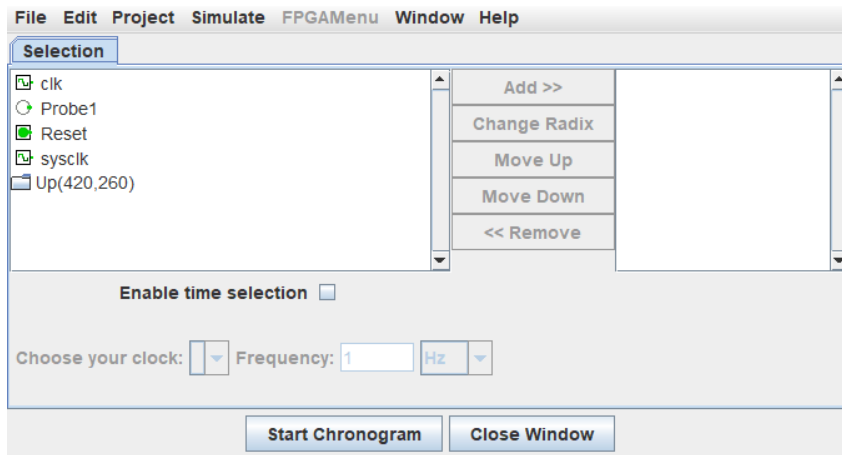 File Edit Project Simulate FPGAMenu Window Help
Selection
clk
Probe1
Reset
sysclk
Up(420,260)
Add >>
Change Radix
Move Up
Move Down
<< Remove
Enable time selection
Choose your clock: Frequency: 1 Hz
Start Chronogram Close Window